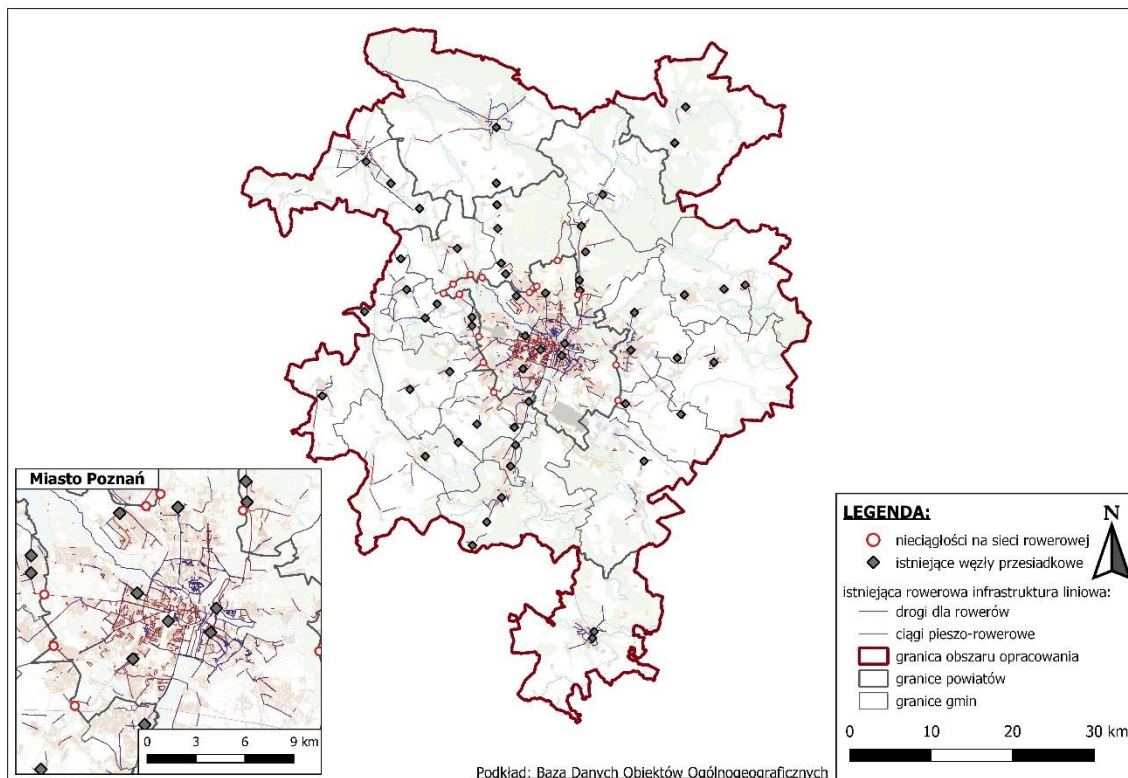 Miasto Poznań
0 3 6 9 km
LEGENDA:
N
nieciągłości na sieci rowerowej
istniejące węzły przesiadkowe
istniejąca rowerowa infrastruktura liniowa:
drogi dla rowerów
ciągi pieszo-rowerowe
granica obszaru opracowania
granice powiatów
granice gmin
0 10 20 30 km
Podkład: Baza Danych Obiektów Ogólnogeograficznych